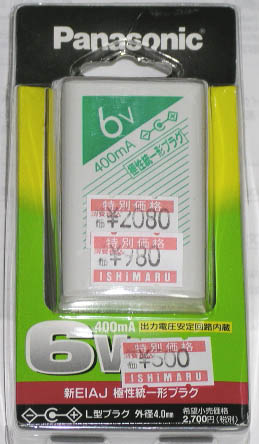 Panasonic
6V
400mA
極性統一形プラグ
特別価格
¥2080
特別価格
¥980
ISHIMARU
400mA
出力電圧安定回路内蔵
6V
特別価格
¥500
ISHIMARU
新EIAJ 極性統一形プラグ
L型プラグ 外径4.0mm
希望小売価格
2,700円(税別)